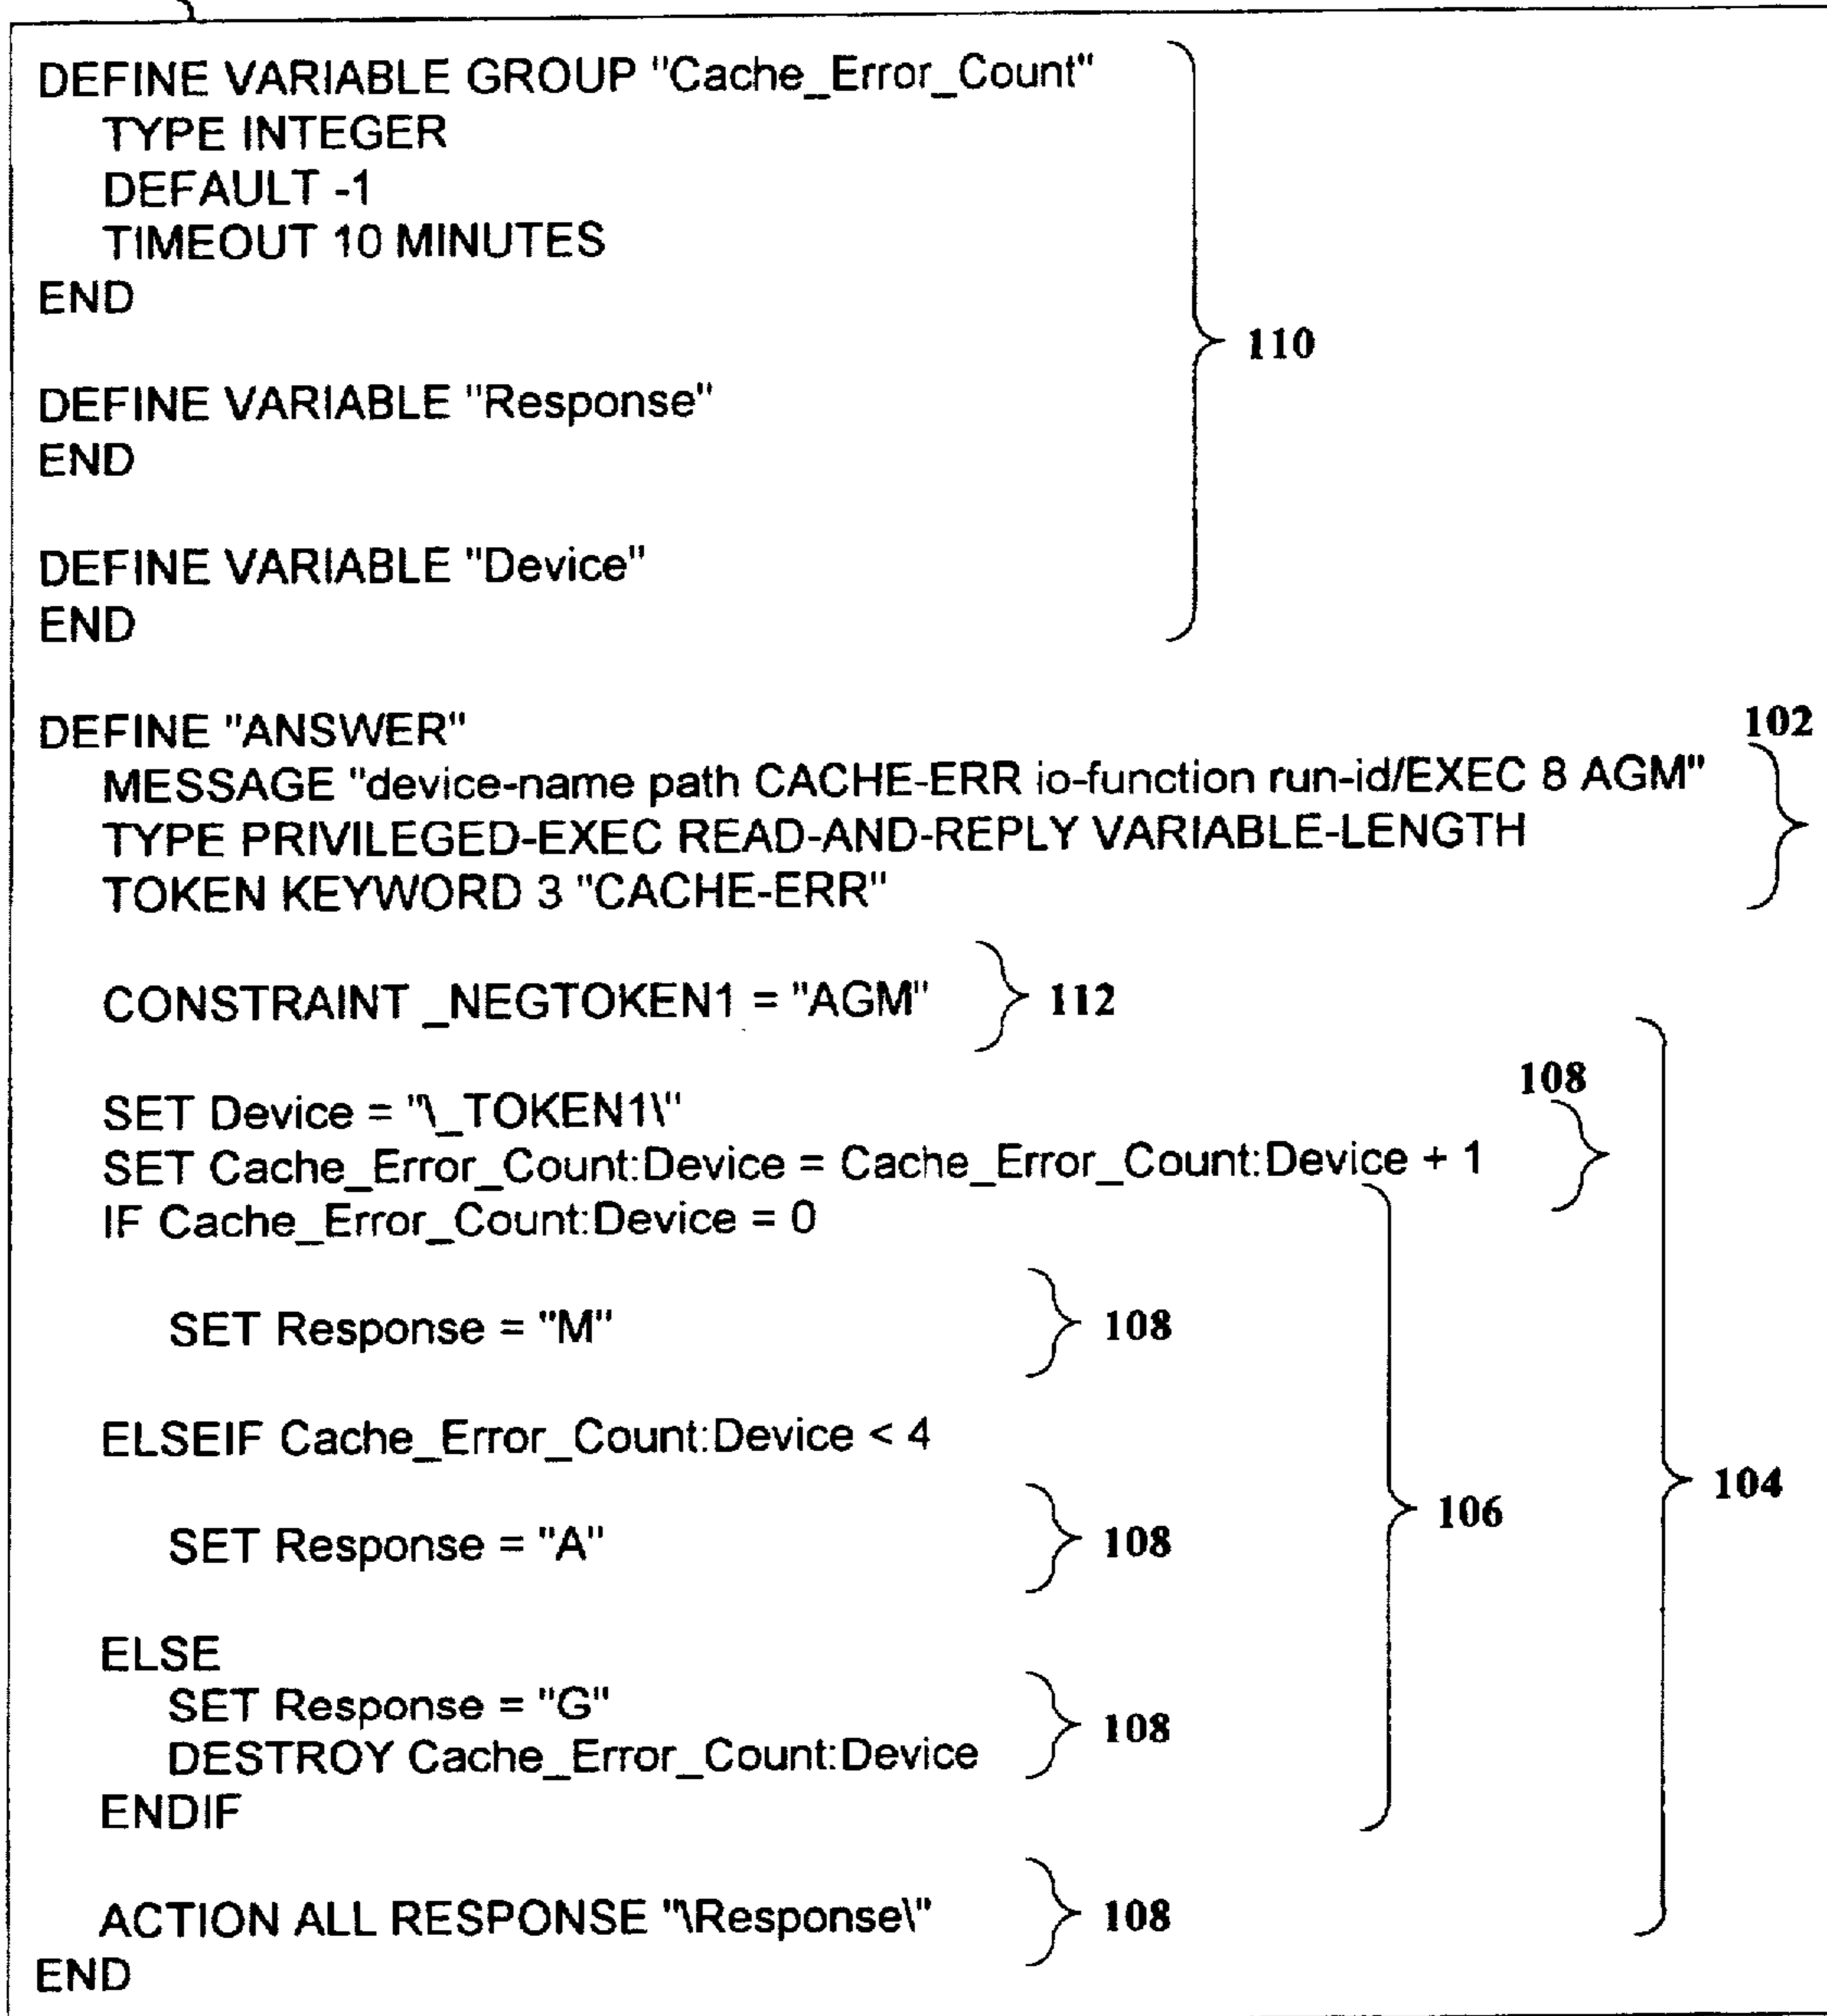 DEFINE VARIABLE GROUP "Cache_Error_Count"
TYPE INTEGER
DEFAULT -1
TIMEOUT 10 MINUTES
END
110
DEFINE VARIABLE "Response"
END
DEFINE VARIABLE "Device"
END
DEFINE "ANSWER"
102
MESSAGE "device-name path CACHE-ERR io-function run-id/EXEC 8 AGM"
TYPE PRIVILEGED-EXEC READ-AND-REPLY VARIABLE-LENGTH
TOKEN KEYWORD 3 "CACHE-ERR"
CONSTRAINT _NEGTOKEN1 = "AGM"
112
108
SET Device = "\_TOKEN1\"
SET Cache_Error_Count:Device = Cache_Error_Count:Device + 1
IF Cache_Error_Count:Device = 0
SET Response = "M"
108
ELSEIF Cache_Error_Count:Device < 4
104
106
SET Response = "A"
108
ELSE
SET Response = "G"
108
DESTROY Cache_Error_Count:Device
ENDIF
ACTION ALL RESPONSE "\Response\"
108
END